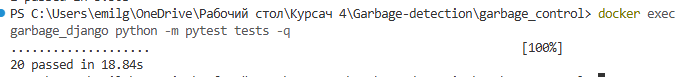 PS C:\Users\emilg\OneDrive\Рабочий стол\Курсач 4\Garbage-detection\garbage_control> docker exec
garbage_django python -m pytest tests -q
.................... [100%]
20 passed in 18.84s